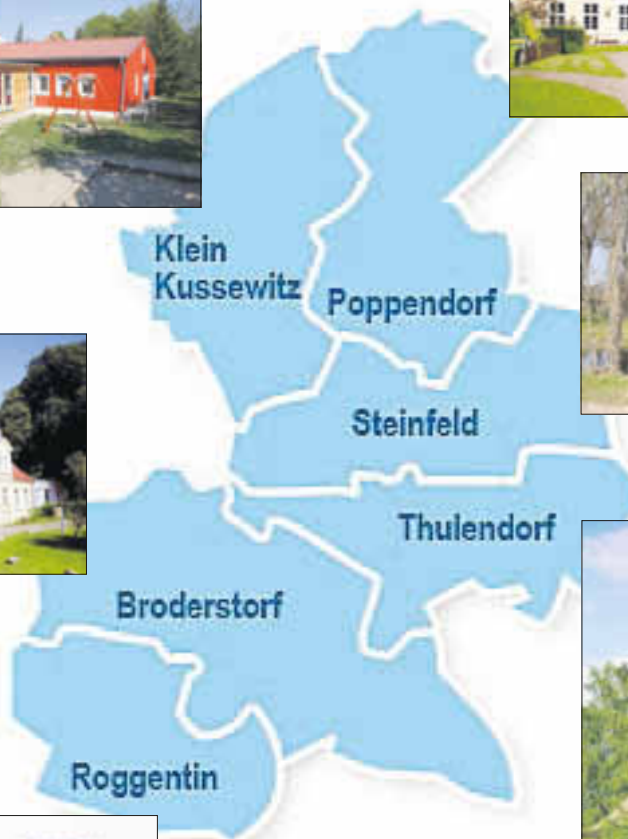 Klein
Kussewitz
Poppendorf
Steinfeld
Thulendorf
Broderstorf
Roggentin